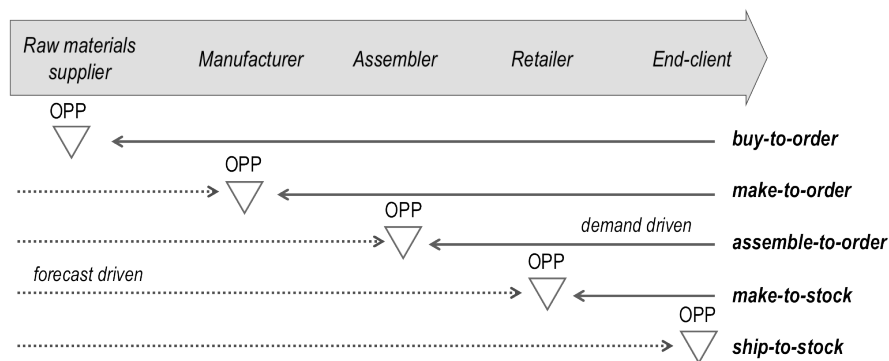 Raw materials
supplier
Manufacturer
Assembler
Retailer
End-client
OPP
buy-to-order
OPP
make-to-order
OPP
demand driven
assemble-to-order
forecast driven
OPP
make-to-stock
OPP
ship-to-stock